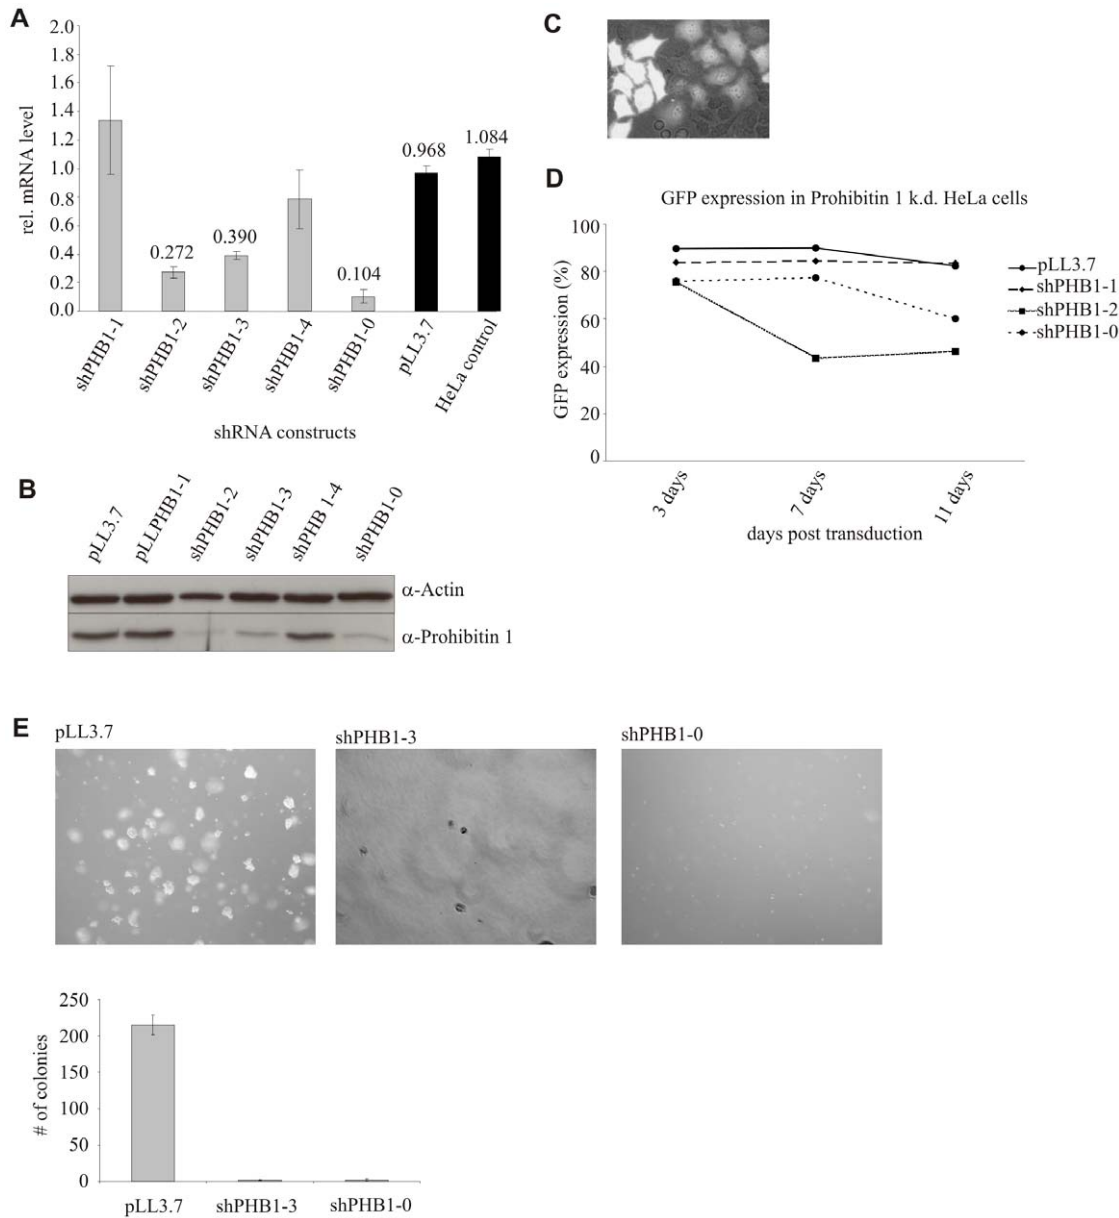 A
2.0
1.8
1.6
1.4
1.2
1.0
0.8
0.6
0.4
0.2
0.0
rel. mRNA level
0.272
0.390
0.104
0.968
1.084
shPHB1-1
shPHB1-2
shPHB1-3
shPHB1-4
shPHB1-0
pLL3.7
HeLa control
shRNA constructs
B
pLL3.7
pLLPHB1-1
shPHB1-2
shPHB1-3
shPHB 1-4
shPHB1-0
α-Actin
α-Prohibitin 1
C
D
GFP expression in Prohibitin 1 k.d. HeLa cells
100
80
60
40
20
0
GFP expression (%)
3 days
7 days
11 days
days post transduction
pLL3.7
shPHB1-1
shPHB1-2
shPHB1-0
E
pLL3.7
shPHB1-3
shPHB1-0
250
200
150
100
50
0
# of colonies
pLL3.7
shPHB1-3
shPHB1-0